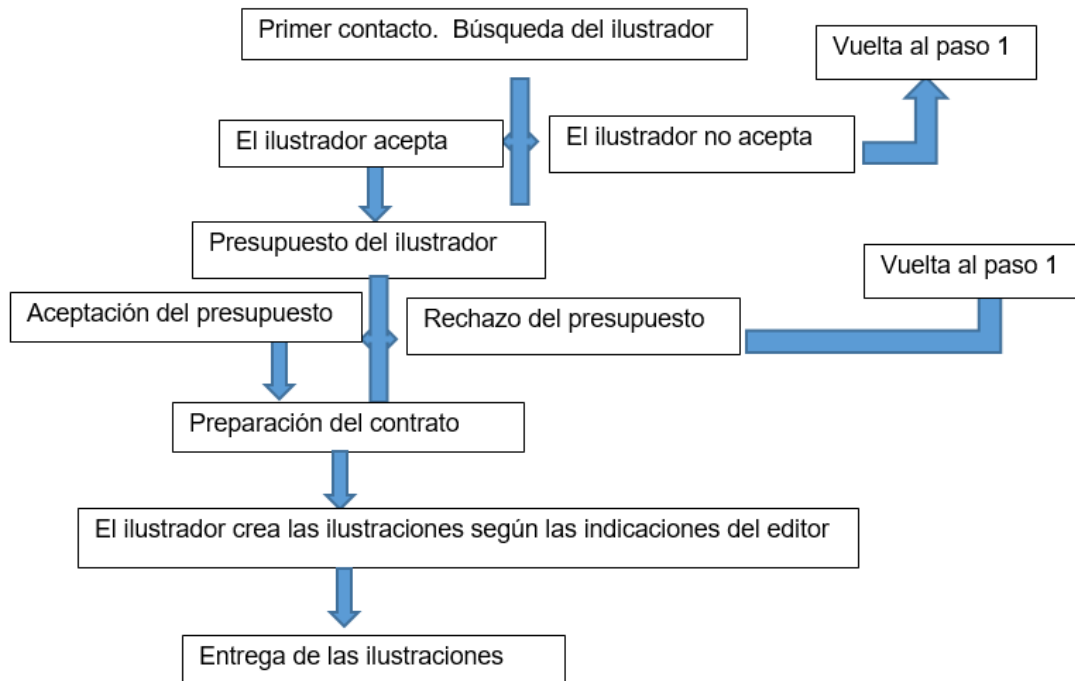 Primer contacto.  Búsqueda del ilustrador
Vuelta al paso 1
El ilustrador acepta
El ilustrador no acepta
Presupuesto del ilustrador
Vuelta al paso 1
Aceptación del presupuesto
Rechazo del presupuesto
Preparación del contrato
El ilustrador crea las ilustraciones según las indicaciones del editor
Entrega de las ilustraciones